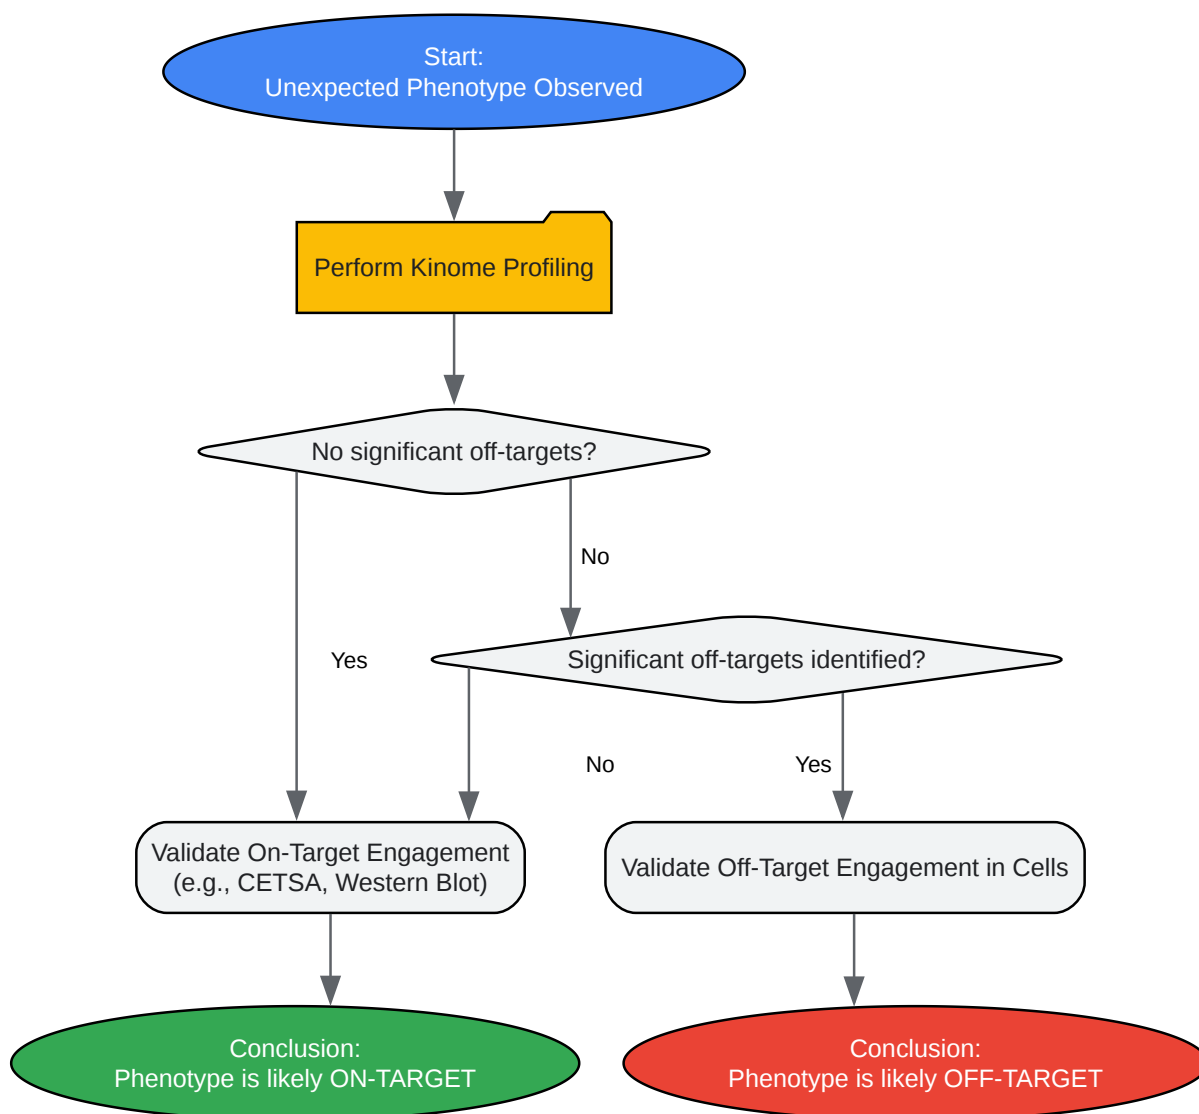 Start:
Unexpected Phenotype Observed
Perform Kinome Profiling
No significant off-targets?
No
Yes
Significant off-targets identified?
No
Yes
Validate On-Target Engagement
(e.g., CETSA, Western Blot)
Validate Off-Target Engagement in Cells
Conclusion:
Phenotype is likely ON-TARGET
Conclusion:
Phenotype is likely OFF-TARGET